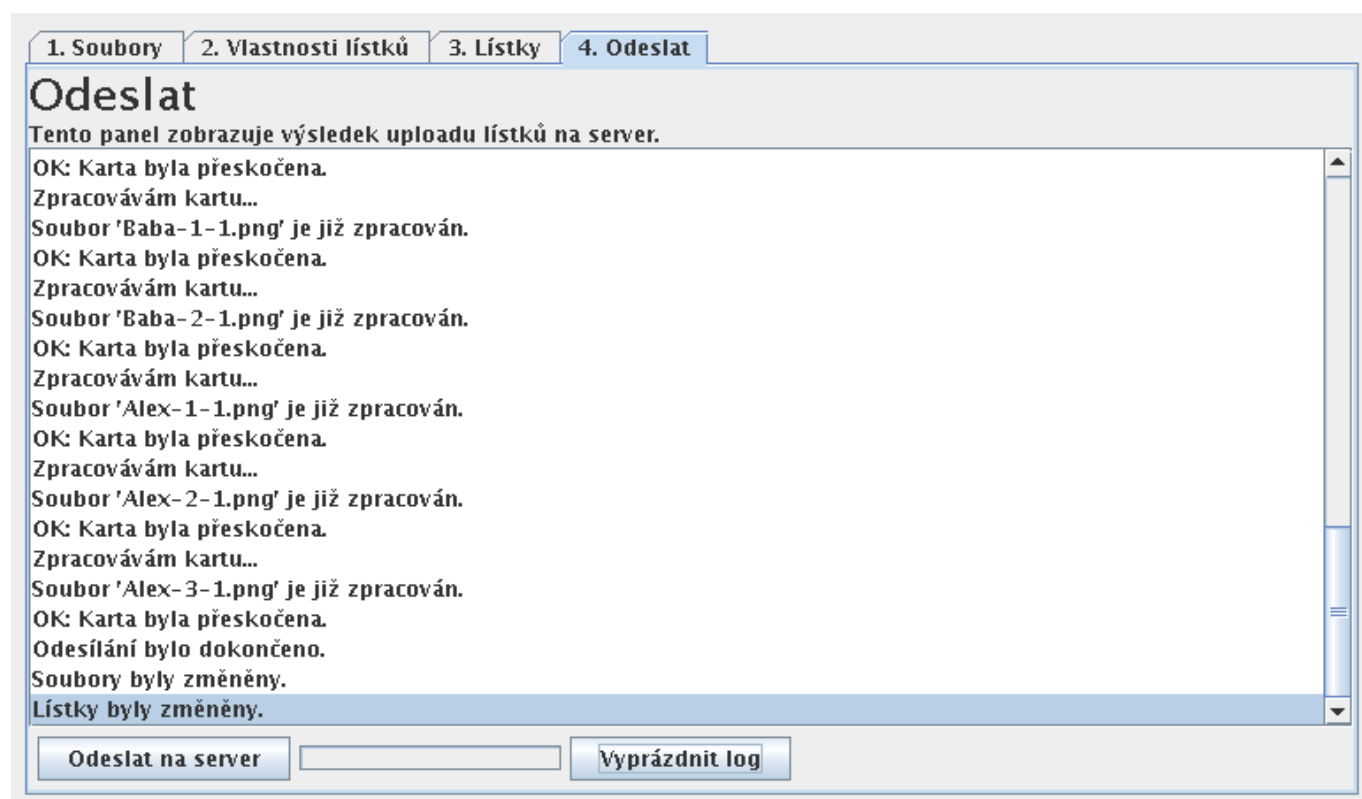 1. Soubory 2. Vlastnosti lístků 3. Lístky 4. Odeslat
Odeslat
Tento panel zobrazuje výsledek uploadu lístků na server.
OK: Karta byla přeskočena.
Zpracovávám kartu...
Soubor 'Baba-1-1.png' je již zpracován.
OK: Karta byla přeskočena.
Zpracovávám kartu...
Soubor 'Baba-2-1.png' je již zpracován.
OK: Karta byla přeskočena.
Zpracovávám kartu...
Soubor 'Alex-1-1.png' je již zpracován.
OK: Karta byla přeskočena.
Zpracovávám kartu...
Soubor 'Alex-2-1.png' je již zpracován.
OK: Karta byla přeskočena.
Zpracovávám kartu...
Soubor 'Alex-3-1.png' je již zpracován.
OK: Karta byla přeskočena.
Odesílání bylo dokončeno.
Soubory byly změněny.
Lístky byly změněny.
Odeslat na server Vyprázdnit log